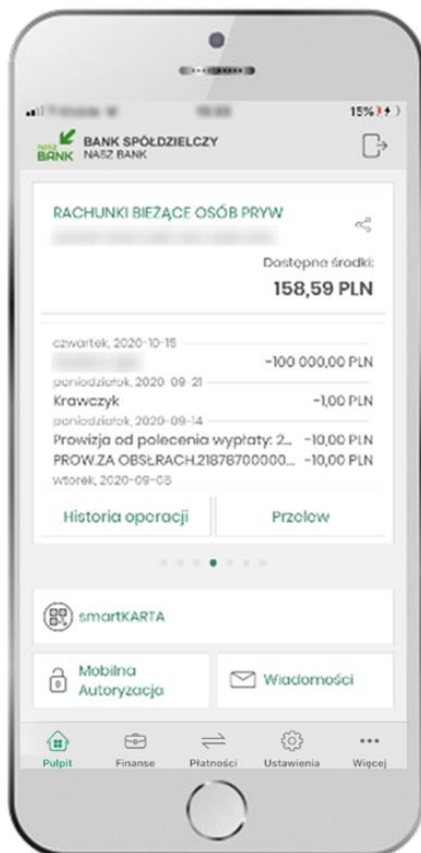 15%
nasz
BANK
BANK SPÓŁDZIELCZY
NASZ BANK
RACHUNKI BIEŻĄCE OSÓB PRYW
Dostępne środki:
158,59 PLN
czwartek, 2020-10-15
-100 000,00 PLN
poniedziałek, 2020-09-21
Krawczyk -1,00 PLN
poniedziałek, 2020-09-14
Prowizja od polecenia wypłaty: 2... -10,00 PLN
PROW.ZA OBSŁ.RACH.21878700000... -10,00 PLN
wtorek, 2020-09-08
Historia operacji Przelew
smartKARTA
Mobilna
Autoryzacja
Wiadomości
Pulpit Finanse Płatności Ustawienia Więcej